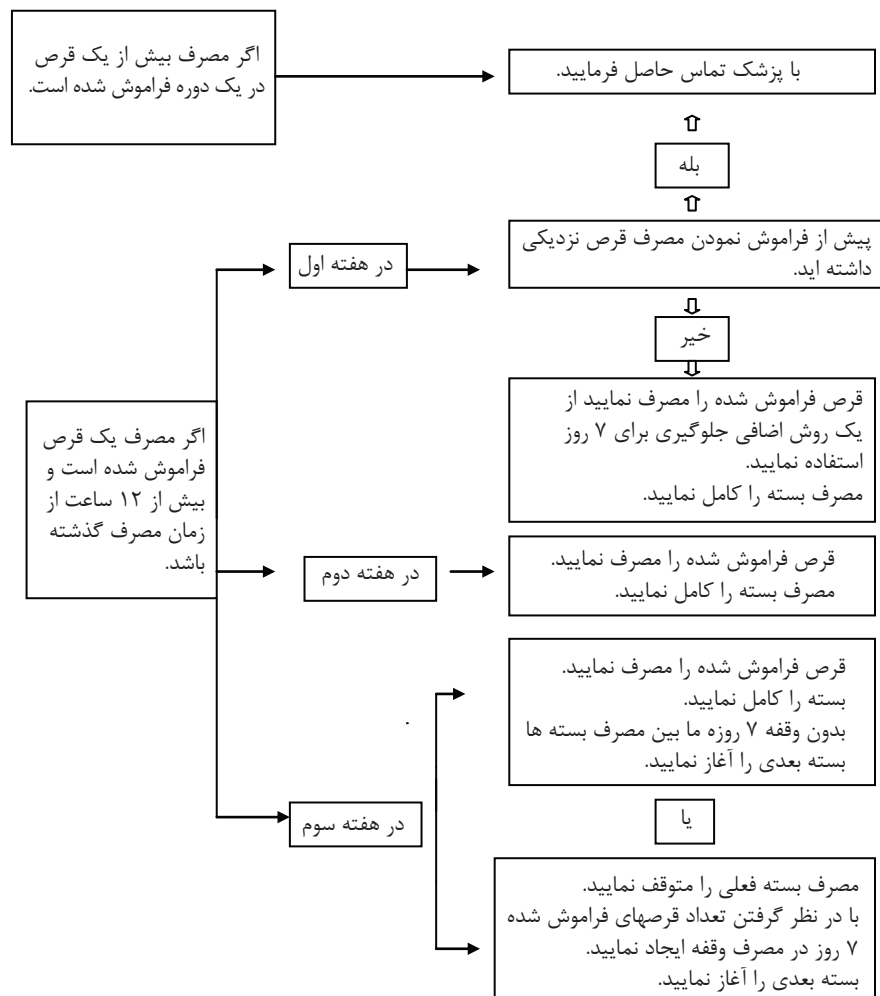 اگر مصرف بیش از یک قرص
در یک دوره فراموش شده است.
با پزشک تماس حاصل فرمایید.
بله
پیش از فراموش نمودن مصرف قرص نزدیکی
داشته اید.
در هفته اول
خیر
قرص فراموش شده را مصرف نمایید از
یک روش اضافی جلوگیری برای ۷ روز
استفاده نمایید.
مصرف بسته را کامل نمایید.
اگر مصرف یک قرص
فراموش شده است و
بیش از ۱۲ ساعت از
زمان مصرف گذشته
باشد.
در هفته دوم
قرص فراموش شده را مصرف نمایید.
مصرف بسته را کامل نمایید.
در هفته سوم
قرص فراموش شده را مصرف نمایید.
بسته را کامل نمایید.
بدون وقفه ۷ روزه ما بین مصرف بسته ها
بسته بعدی را آغاز نمایید.
یا
مصرف بسته فعلی را متوقف نمایید.
با در نظر گرفتن تعداد قرصهای فراموش شده
۷ روز در مصرف وقفه ایجاد نمایید.
بسته بعدی را آغاز نمایید.